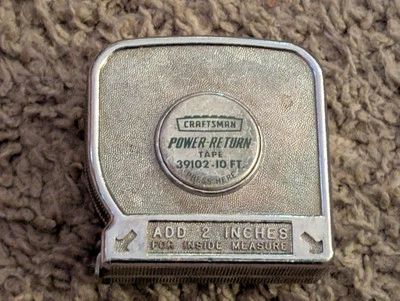 CRAFTSMAN
POWER-RETURN
TAPE
39102-10 FT.
PRESS HERE
ADD 2 INCHES
FOR INSIDE MEASURE